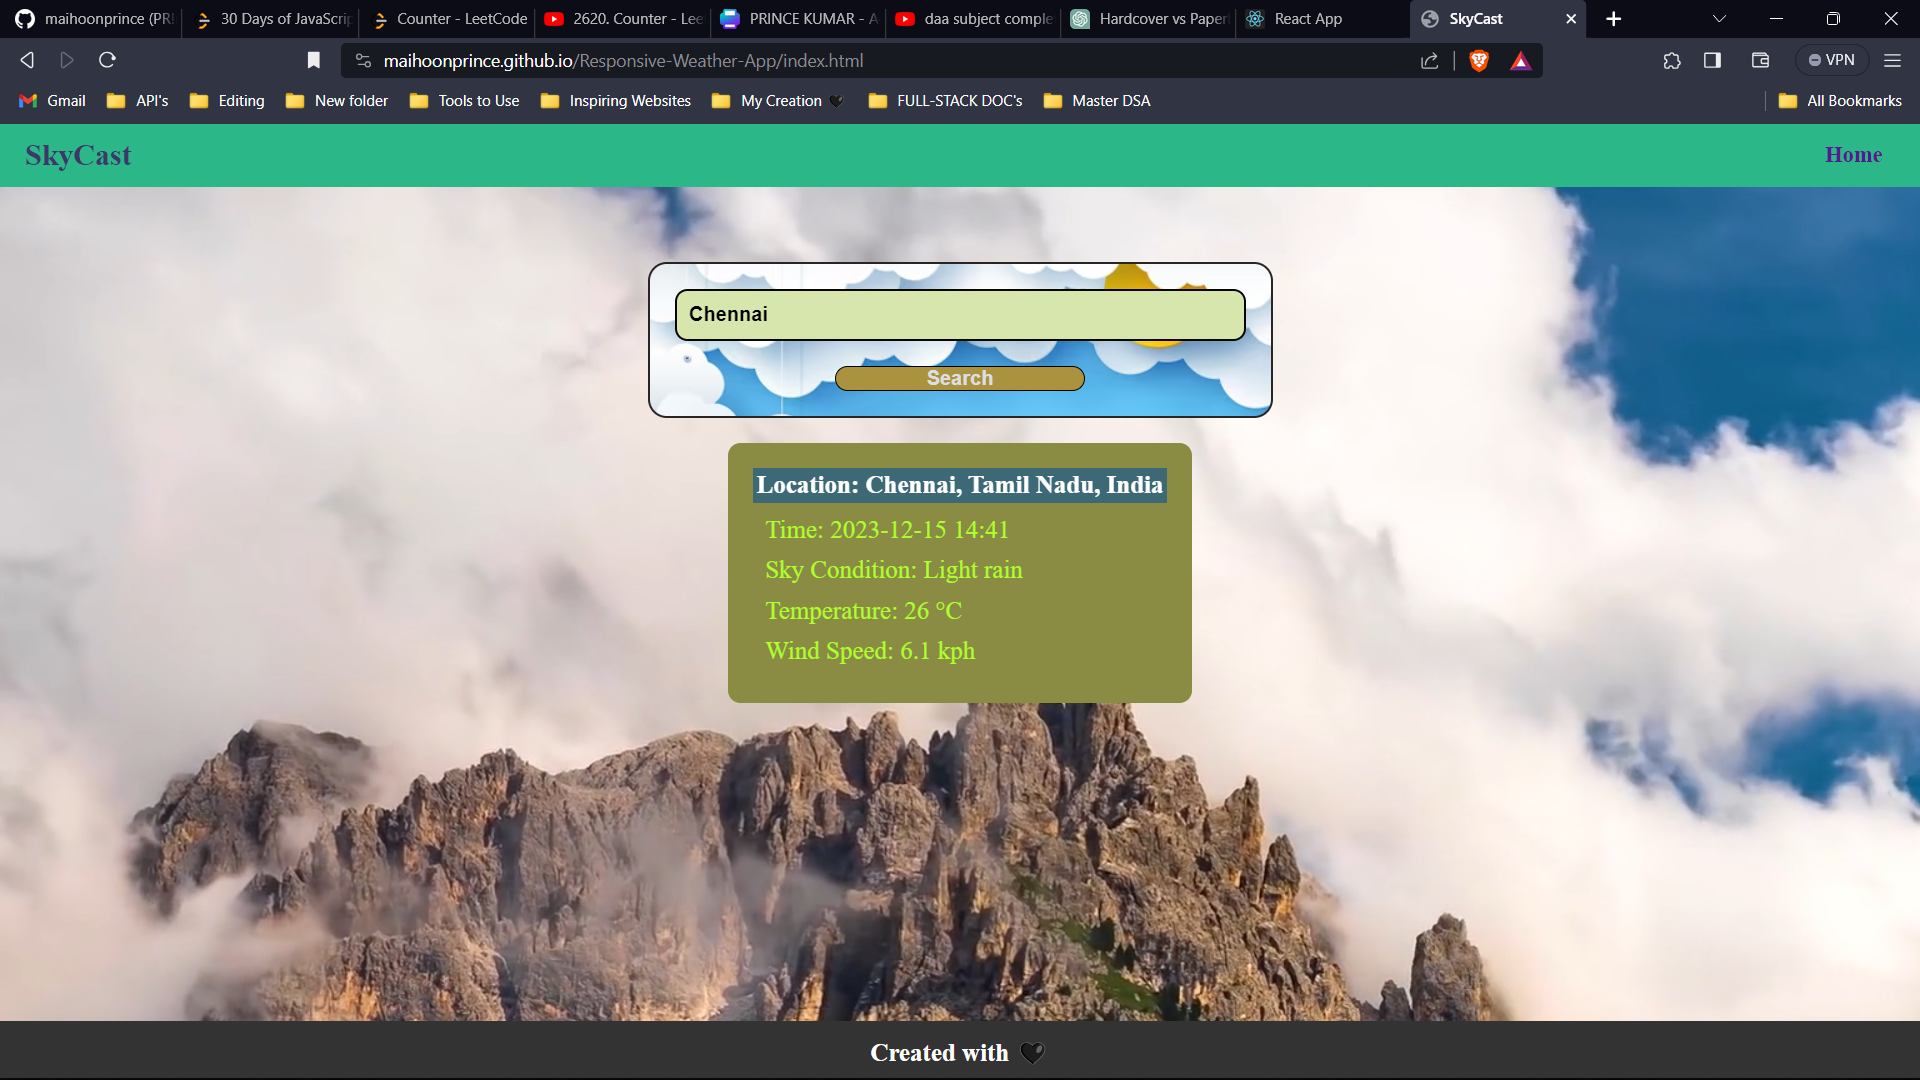 maihoonprince (PRI
30 Days of JavaScrip
Counter - LeetCode
2620. Counter - Lee
PRINCE KUMAR - A
daa subject comple
Hardcover vs Paper
React App
SkyCast
maihoonprince.github.io/Responsive-Weather-App/index.html
VPN
Gmail
API's
Editing
New folder
Tools to Use
Inspiring Websites
My Creation 🖤
FULL-STACK DOC's
Master DSA
All Bookmarks
SkyCast
Home
Chennai
Search
Location: Chennai, Tamil Nadu, India
Time: 2023-12-15 14:41
Sky Condition: Light rain
Temperature: 26 °C
Wind Speed: 6.1 kph
Created with 🖤